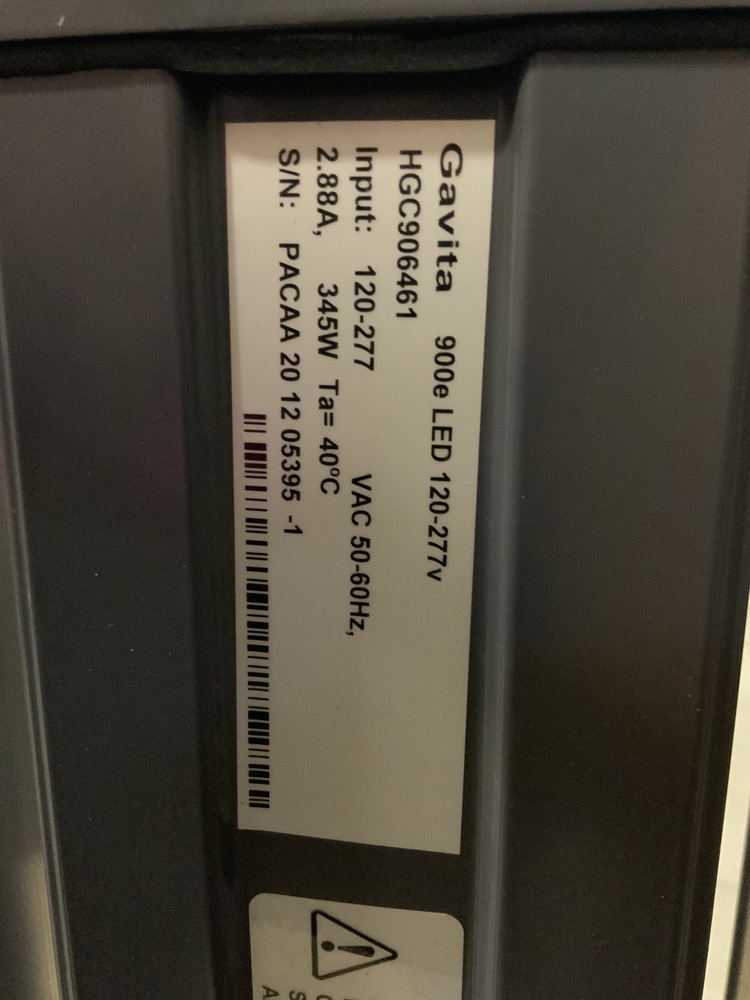 Gavita 900e LED 120-277v
HGC906461
Input: 120-277 VAC 50-60Hz,
2.88A, 345W Ta= 40ºC
S/N: PACAA 20 12 05395 -1